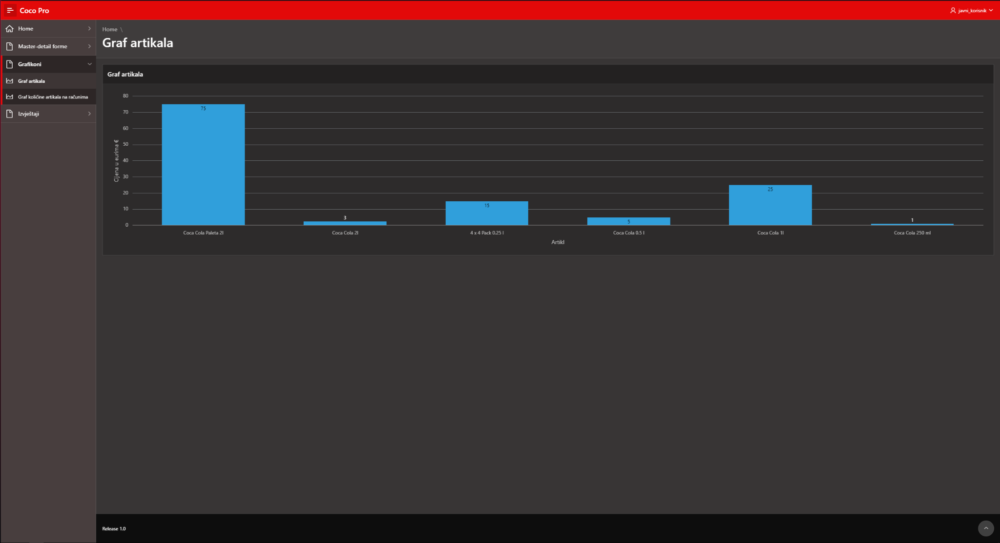 Coco Pro
javni_korisnik
Home
Master-detail forme
Grafikoni
Graf artikala
Graf količine artikala na računima
Izvještaji
Home \
Graf artikala
Graf artikala
Cijena u eurima €
80
70
60
50
40
30
20
10
0
75
3
15
5
25
1
Coca Cola Paleta 2l
Coca Cola 2l
4 x 4 Pack 0.25 l
Coca Cola 0.5 l
Coca Cola 1l
Coca Cola 250 ml
Artikl
Release 1.0